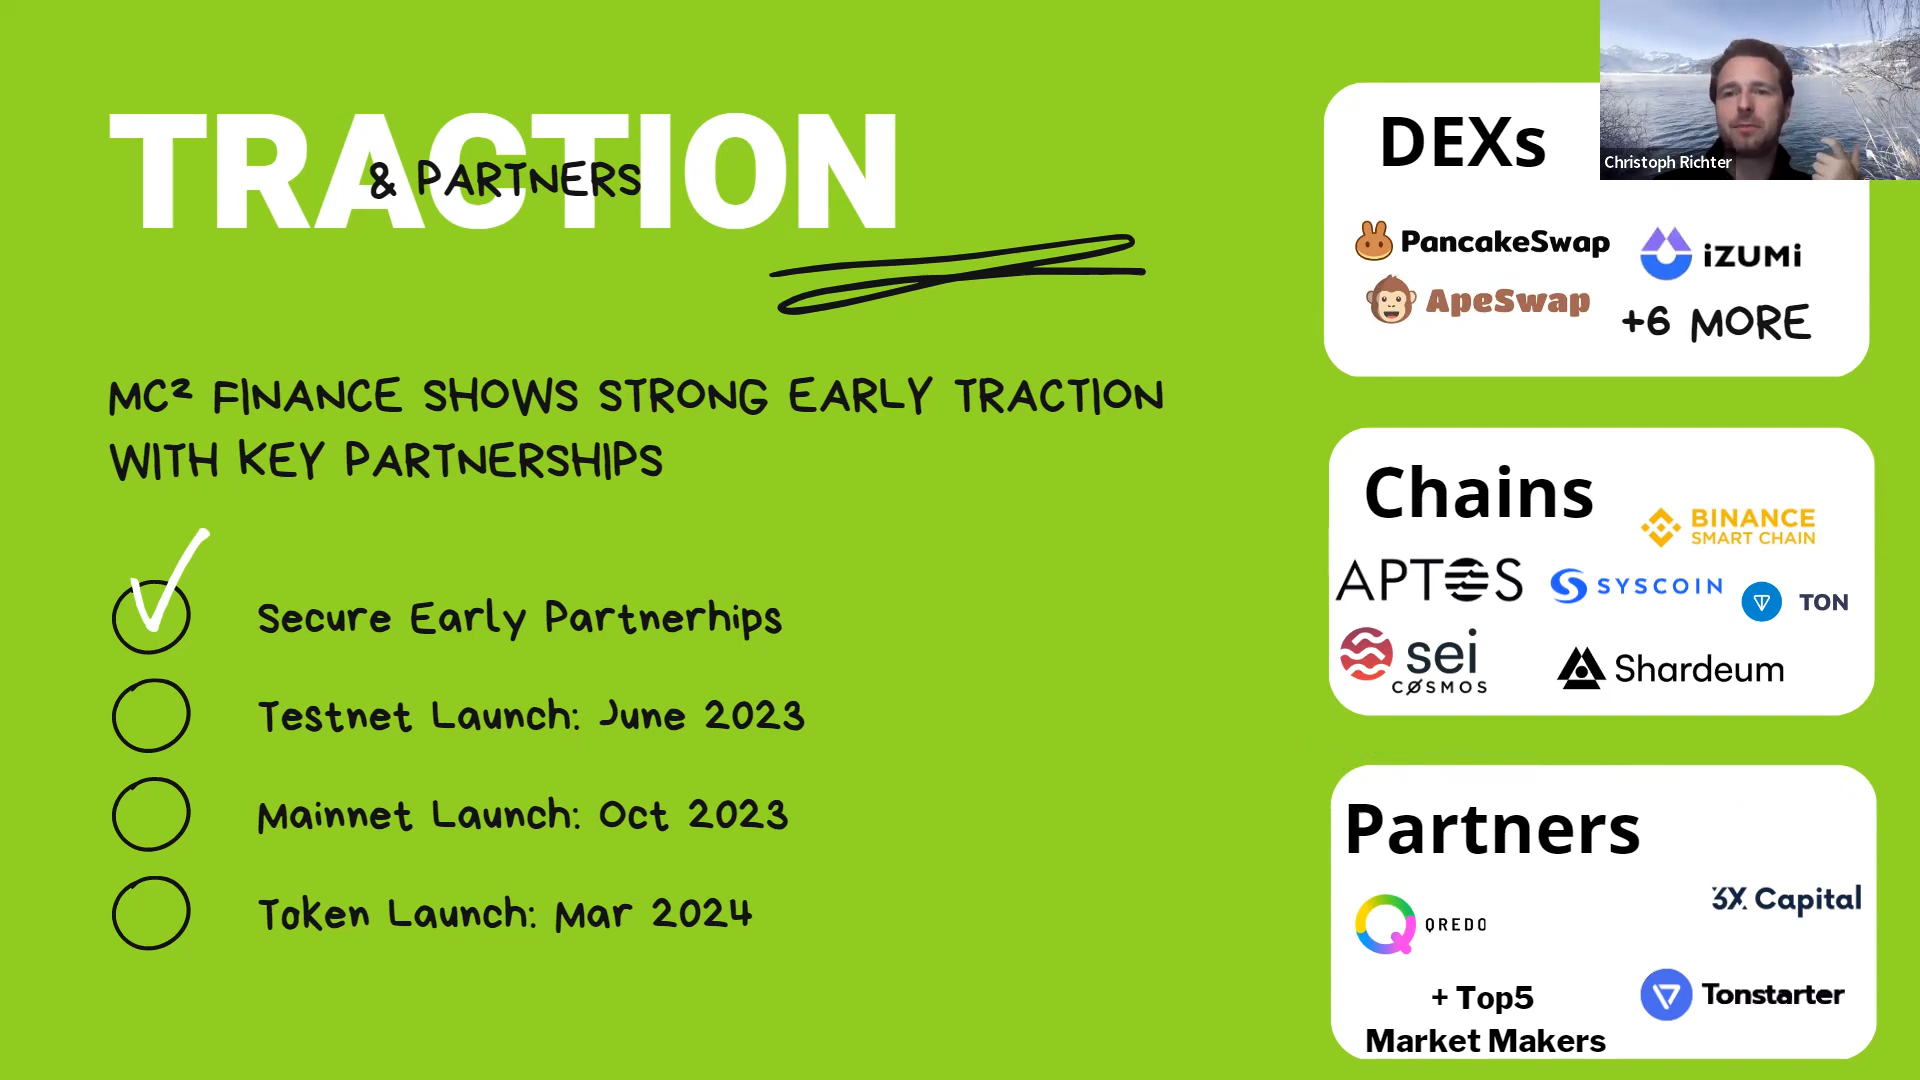 TRACTION
& PARTNERS
MC² FINANCE SHOWS STRONG EARLY TRACTION
WITH KEY PARTNERSHIPS
Secure Early Partnerhips
Testnet Launch: June 2023
Mainnet Launch: Oct 2023
Token Launch: Mar 2024
Christoph Richter
DEXs
PancakeSwap
iZUMi
ApeSwap
+6 MORE
Chains
BINANCE
SMART CHAIN
APTOS
SYSCOIN
TON
sei
CØSMOS
Shardeum
Partners
3X Capital
QREDO
+ Top5
Market Makers
Tonstarter